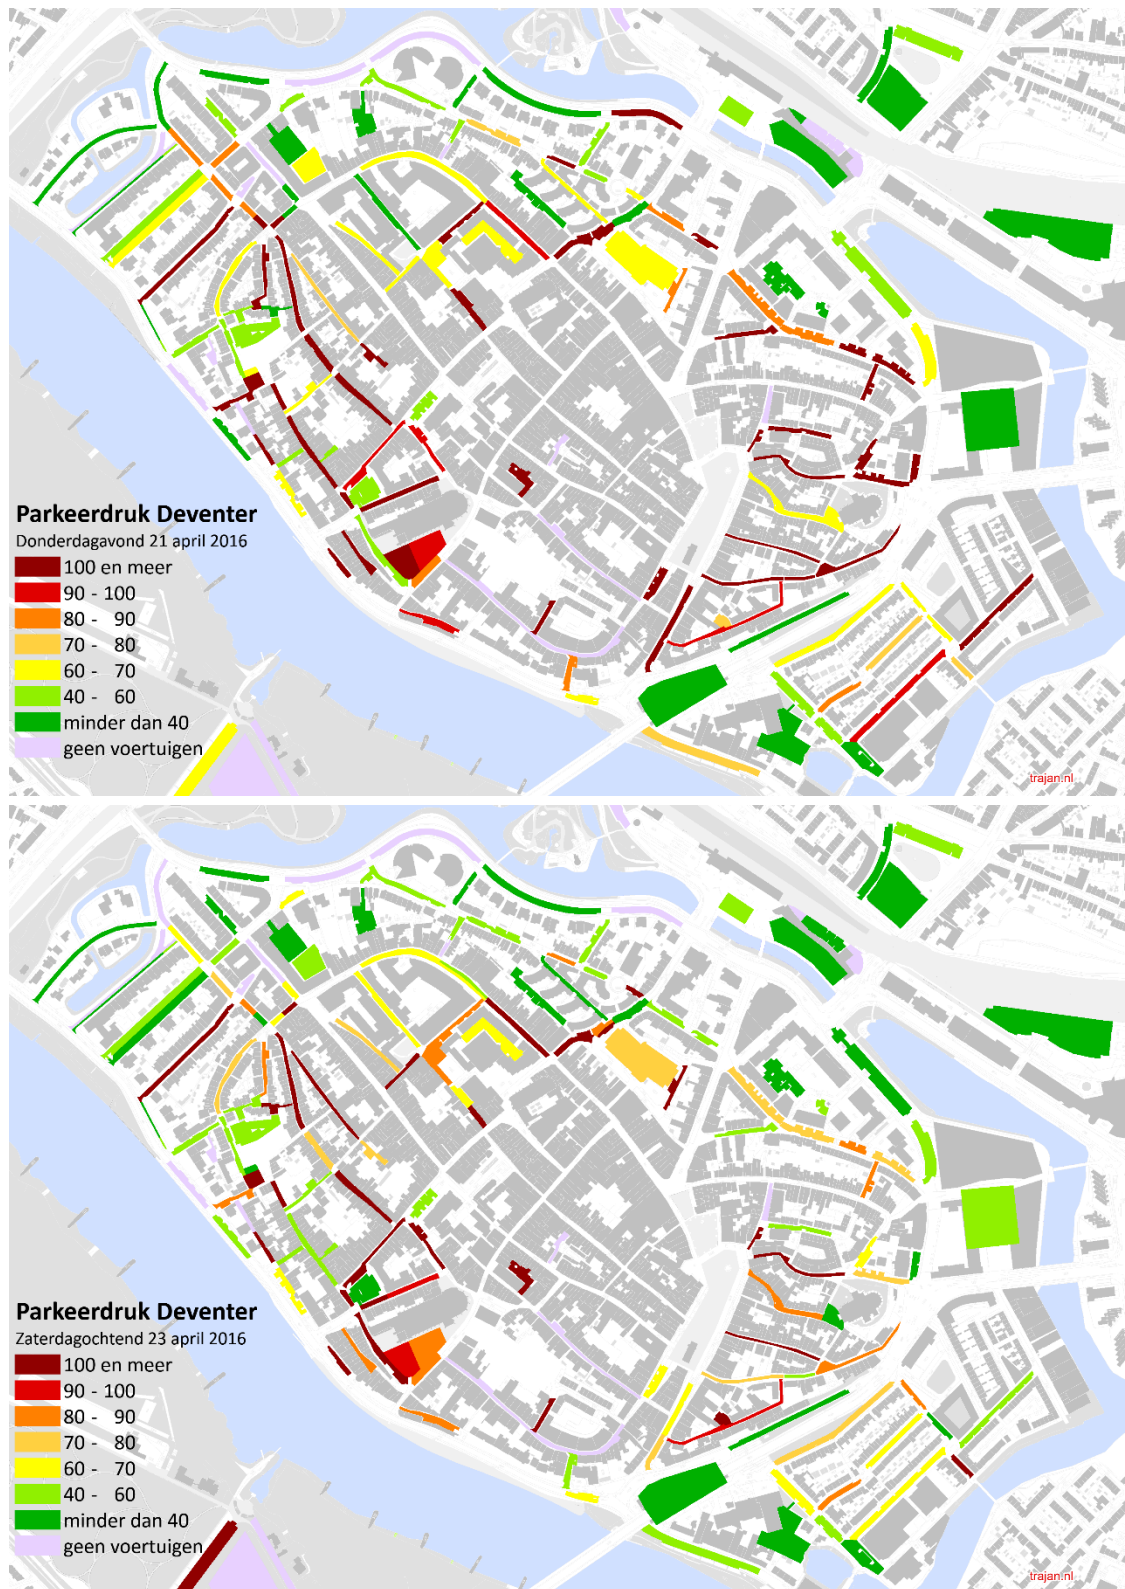 Parkeerdruk Deventer
Donderdagavond 21 april 2016
100 en meer
90 - 100
80 - 90
70 - 80
60 - 70
40 - 60
minder dan 40
geen voertuigen
trajan.nl
Parkeerdruk Deventer
Zaterdagochtend 23 april 2016
100 en meer
90 - 100
80 - 90
70 - 80
60 - 70
40 - 60
minder dan 40
geen voertuigen
trajan.nl